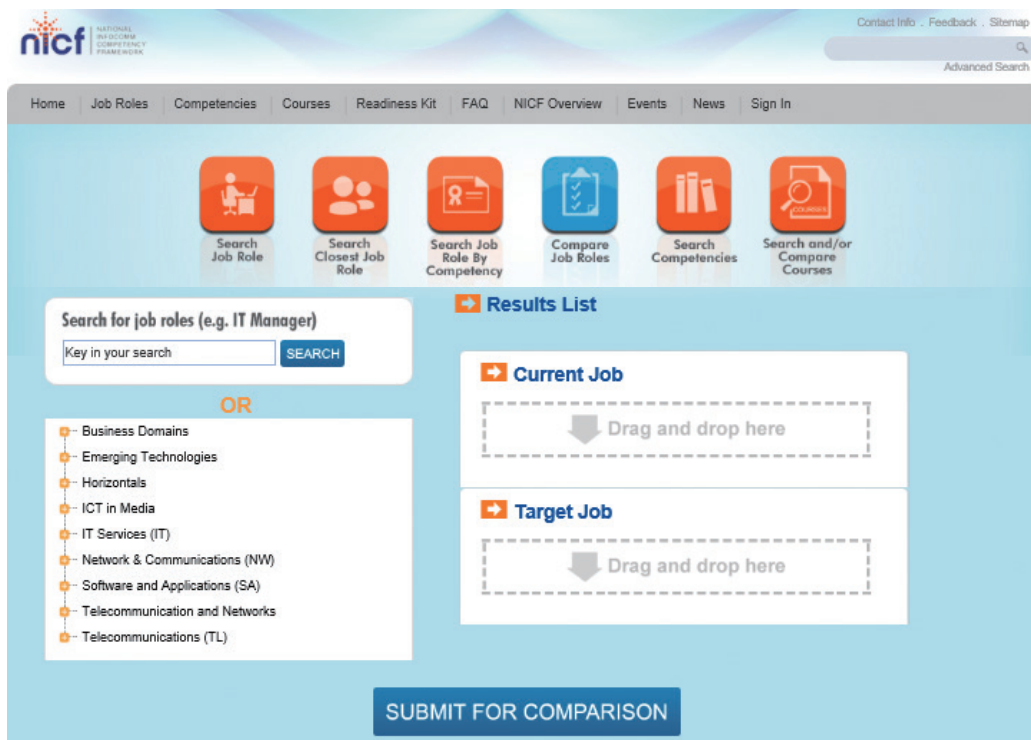 nicf NATIONAL
INFOCOMM
COMPETENCY
FRAMEWORK
Contact Info . Feedback . Sitemap
Advanced Search
Home Job Roles Competencies Courses Readiness Kit FAQ NICF Overview Events News Sign In
Search
Job Role
Search
Closest Job
Role
Search Job
Role By
Competency
Compare
Job Roles
Search
Competencies
COURSES
Search and/or
Compare
Courses
Search for job roles (e.g. IT Manager)
Key in your search SEARCH
OR
Business Domains
Emerging Technologies
Horizontals
ICT in Media
IT Services (IT)
Network & Communications (NW)
Software and Applications (SA)
Telecommunication and Networks
Telecommunications (TL)
Results List
Current Job
Drag and drop here
Target Job
Drag and drop here
SUBMIT FOR COMPARISON